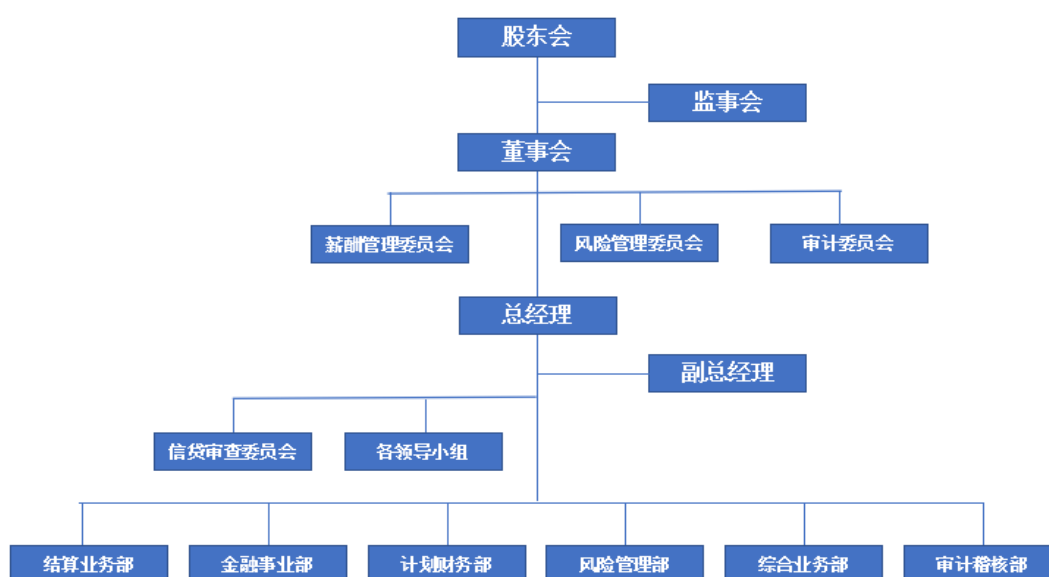 股东会
监事会
董事会
薪酬管理委员会
风险管理委员会
审计委员会
总经理
副总经理
信贷审查委员会
各领导小组
结算业务部
金融事业部
计划财务部
风险管理部
综合业务部
审计稽核部